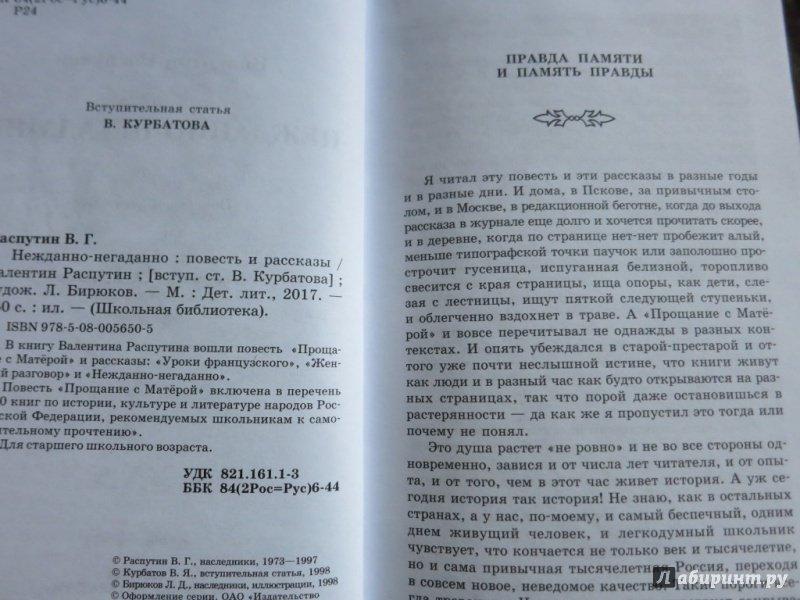 84(2Рос=Рус)6-44
Р24
Вступительная статья
В. КУРБАТОВА
аспутин В. Г.
Нежданно-негаданно : повесть и рассказы /
алентин Распутин ; [вступ. ст. В. Курбатова] ;
удож. Л. Бирюков. — М. : Дет. лит., 2017. —
0 с. : ил. — (Школьная библиотека).
ISBN 978-5-08-005650-5
В книгу Валентина Распутина вошли повесть «Проща-
е с Матёрой» и рассказы: «Уроки французского», «Жен-
й разговор» и «Нежданно-негаданно».
Повесть «Прощание с Матёрой» включена в перечень
0 книг по истории, культуре и литературе народов Рос-
й Федерации, рекомендуемых школьникам к само-
ятельному прочтению».
Для старшего школьного возраста.
УДК 821.161.1-3
ББК 84(2Рос=Рус)6-44
© Распутин В. Г., наследники, 1973—1997
© Курбатов В. Я., вступительная статья, 1998
© Бирюков Л. Д., наследники, иллюстрации, 1998
© Оформление серии. ОАО «Издательство
ПРАВДА ПАМЯТИ
И ПАМЯТЬ ПРАВДЫ
Я читал эту повесть и эти рассказы в разные годы
и в разные дни. И дома, в Пскове, за привычным сто-
лом, и в Москве, в редакционной беготне, когда до выхода
рассказа в журнале еще долго и хочется прочитать скорее,
и в деревне, когда по странице нет-нет пробежит алый,
меньше типографской точки паучок или заполошно про-
строчит гусеница, испуганная белизной, торопливо
свесится с края страницы, ища опоры, как дети, слезая
с лестницы, ищут пяткой следующей ступеньки,
и облегченно вздохнет в траве. А «Прощание с Матё-
рой» и вовсе перечитывал не однажды в разных кон-
текстах. И опять убеждался в старой-престарой и от
того уже почти неслышной истине, что книги живут
как люди и в разный час как будто открываются на раз-
ных страницах, так что порой даже остановишься в
растерянности — да как же я пропустил это тогда или
почему не понял.
Это душа растет «не ровно» и не во все стороны од-
новременно, завися и от числа лет читателя, и от опы-
та, и от того, чем в этот час живет история. А уж се-
годня история так история! Не знаю, как в остальных
странах, а у нас, по-моему, и самый беспечный, одним
днем живущий человек, и легкодумный школьник
чувствует, что кончается не только век и тысячелетие,
но и сама привычная тысячелетняя Россия, переходя
в совсем новое, неведомое качество. Такие
Лабиринт.ру